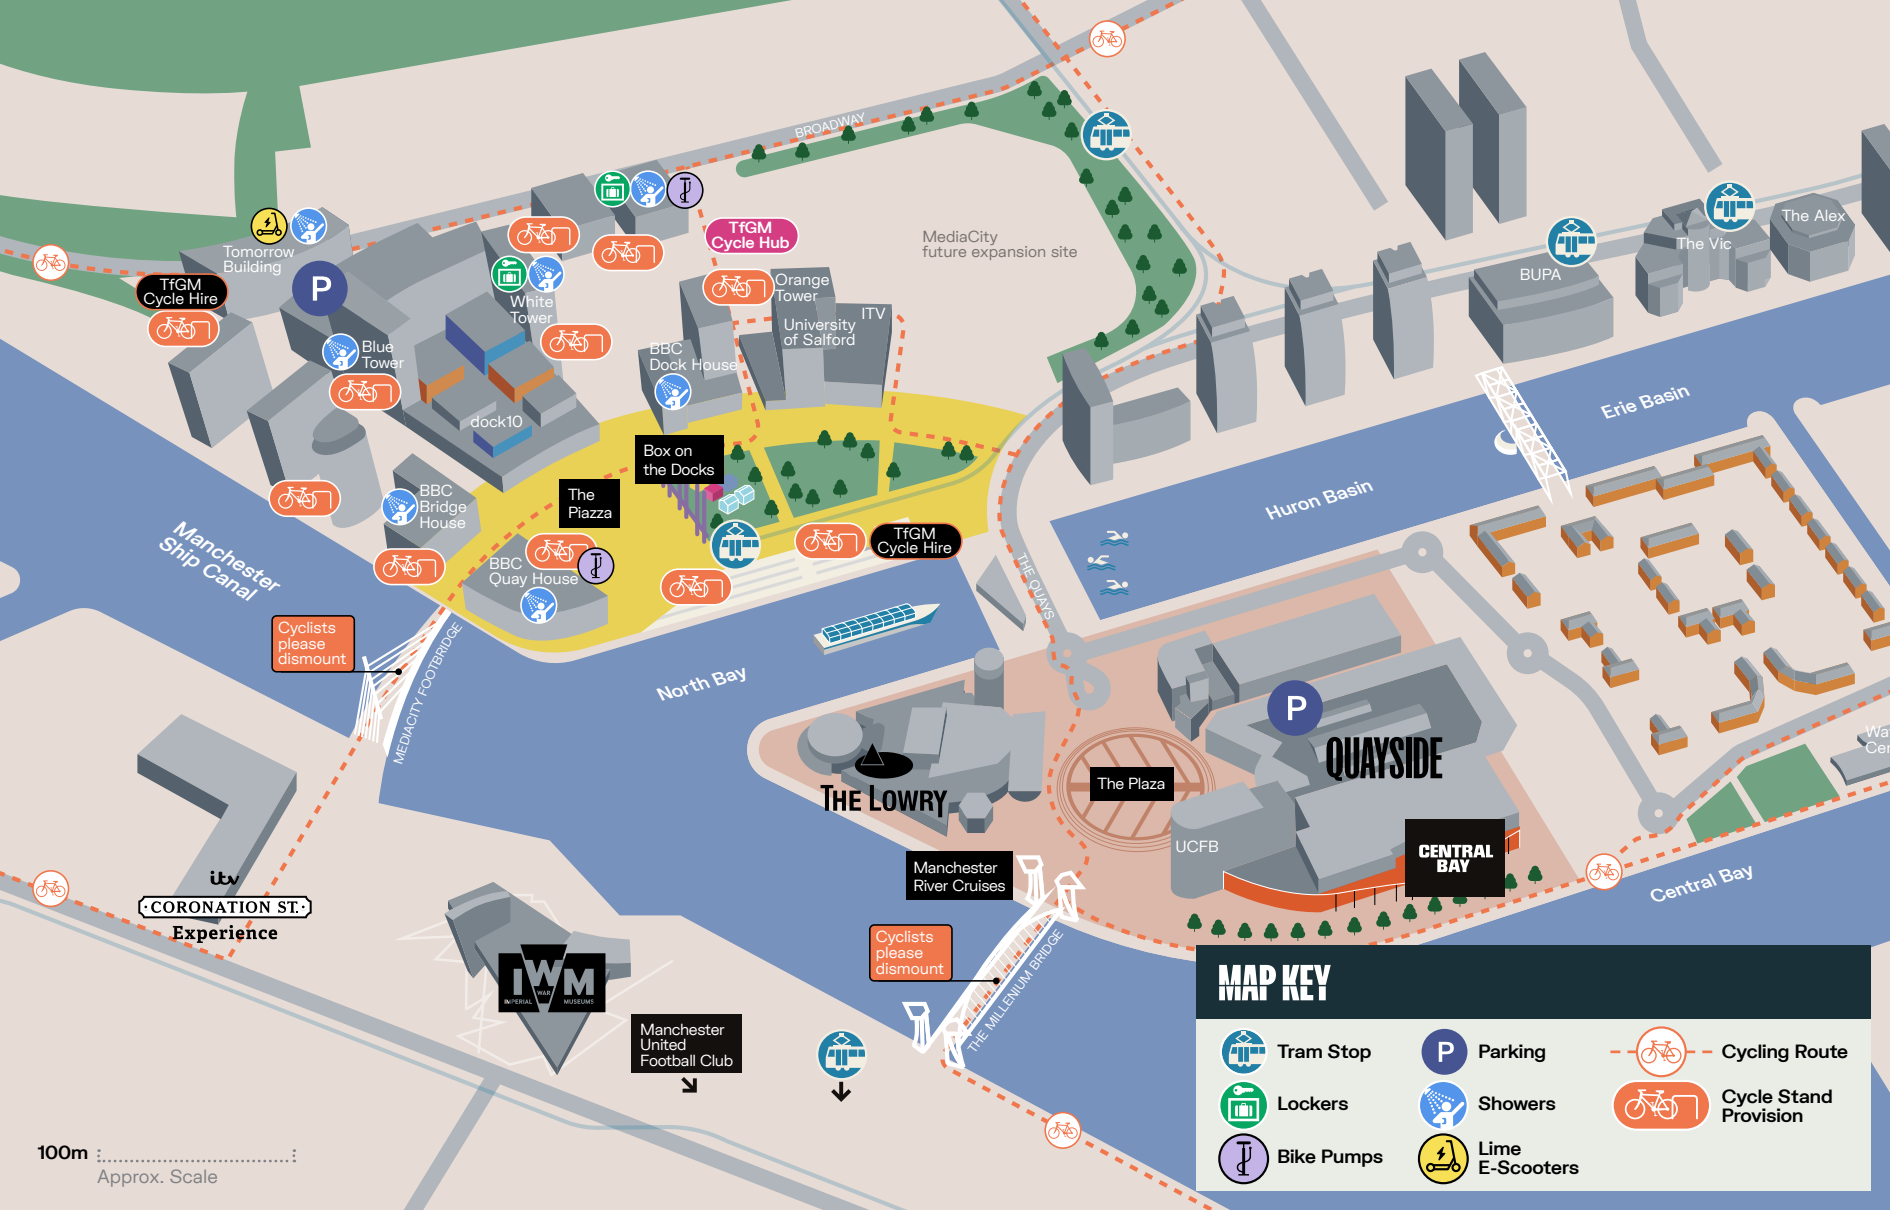 BROADWAY
MediaCity
future expansion site
TfGM
Cycle Hub
Tomorrow
Building
TfGM
Cycle Hire
P
White
Tower
Orange
Tower
ITV
University
of Salford
BBC
Dock House
Blue
Tower
dock10
The Alex
The Vic
BUPA
Erie Basin
Huron Basin
Box on
the Docks
The
Piazza
BBC
Bridge
House
BBC
Quay House
TfGM
Cycle Hire
THE QUAYS
Manchester
Ship Canal
Cyclists
please
dismount
MEDIACITY FOOTBRIDGE
North Bay
P
QUAYSIDE
THE LOWRY
The Plaza
UCFB
CENTRAL
BAY
Central Bay
Manchester
River Cruises
Cyclists
please
dismount
THE MILLENIUM BRIDGE
itv
CORONATION ST.
Experience
IWM
IMPERIAL WAR MUSEUMS
Manchester
United
Football Club
100m
Approx. Scale
MAP KEY
Tram Stop
P
Parking
Cycling Route
Lockers
Showers
Cycle Stand
Provision
Bike Pumps
Lime
E-Scooters